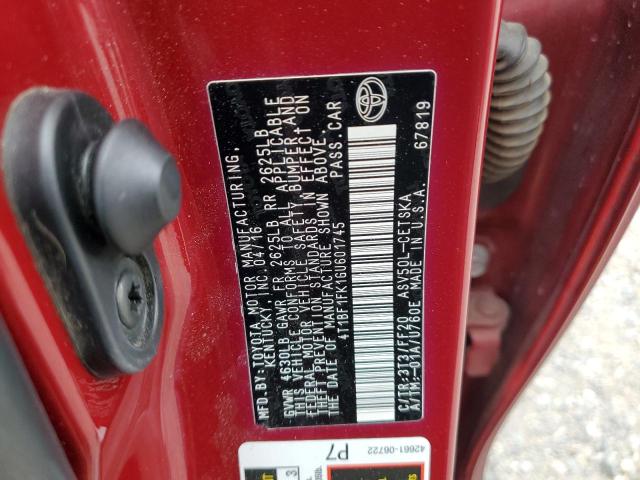 MFD.BY:TOYOTA MOTOR MANUFACTURING,
KENTUCKY, INC. 04/16
GVWR 4630LB GAWR FR 2625LB RR 2625LB
THIS VEHICLE CONFORMS TO ALL APPLICABLE
FEDERAL MOTOR VEHICLE SAFETY, BUMPER, AND
THEFT PREVENTION STANDARDS IN EFFECT ON
THE DATE OF MANUFACTURE SHOWN ABOVE.
4T1BF1FK1GU601745 PASS.CAR
C/TR:3T3/FF20 ASV50L-CETSKA
A/TM:-01A/U760E MADE IN U.S.A. 67819
42661-06722
P7
3